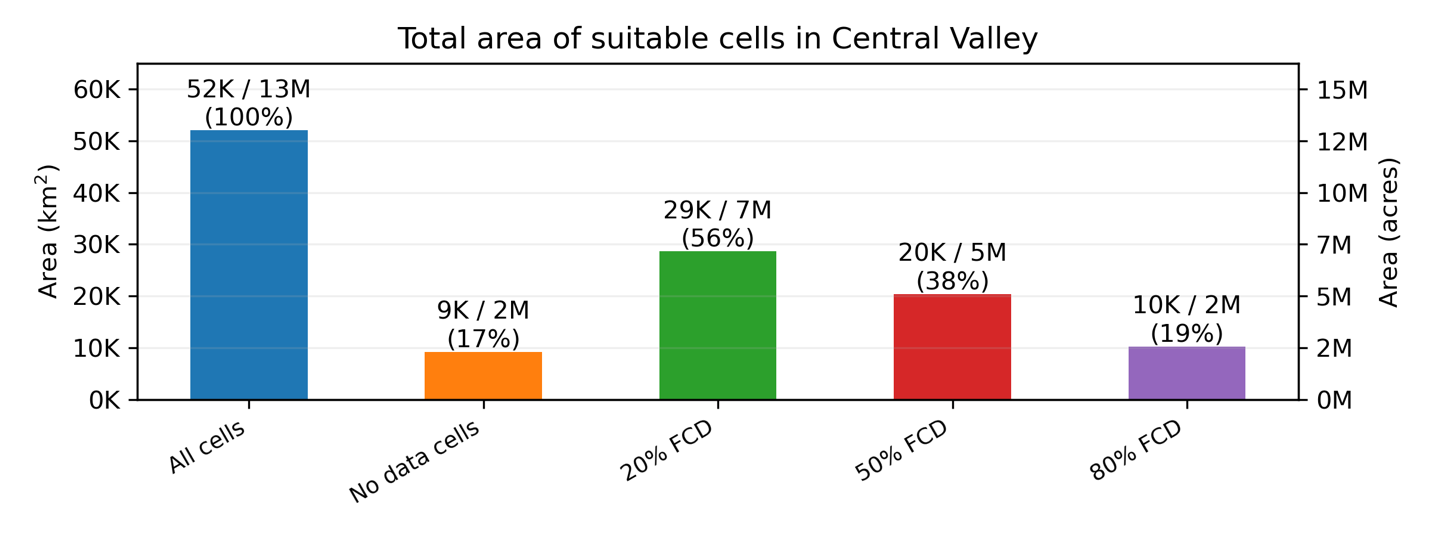 Total area of suitable cells in Central Valley
Area (km²)
60K
50K
40K
30K
20K
10K
0K
52K / 13M
(100%)
9K / 2M
(17%)
29K / 7M
(56%)
20K / 5M
(38%)
10K / 2M
(19%)
15M
12M
10M
7M
5M
2M
0M
Area (acres)
All cells
No data cells
20% FCD
50% FCD
80% FCD